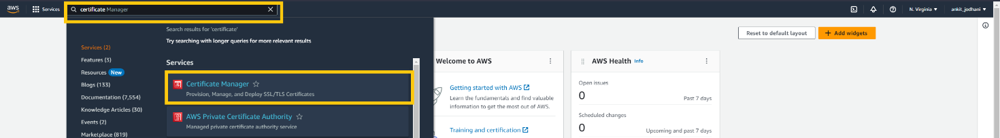 aws Services certificate Manager N. Virginia ankit_jodhani
Search results for 'certificate'
Try searching with longer queries for more relevant results
Services (2)
Features (3)
Resources New
Blogs (133)
Documentation (7,554)
Knowledge Articles (30)
Events (2)
Marketplace (819)
Services
Certificate Manager
Provision, Manage, and Deploy SSL/TLS Certificates
AWS Private Certificate Authority
Managed private certificate authority service
Reset to default layout
+ Add widgets
Welcome to AWS
Getting started with AWS
Learn the fundamentals and find valuable
information to get the most out of AWS.
Training and certification
AWS Health Info
Open issues
0 Past 7 days
Scheduled changes
0 Upcoming and past 7 days